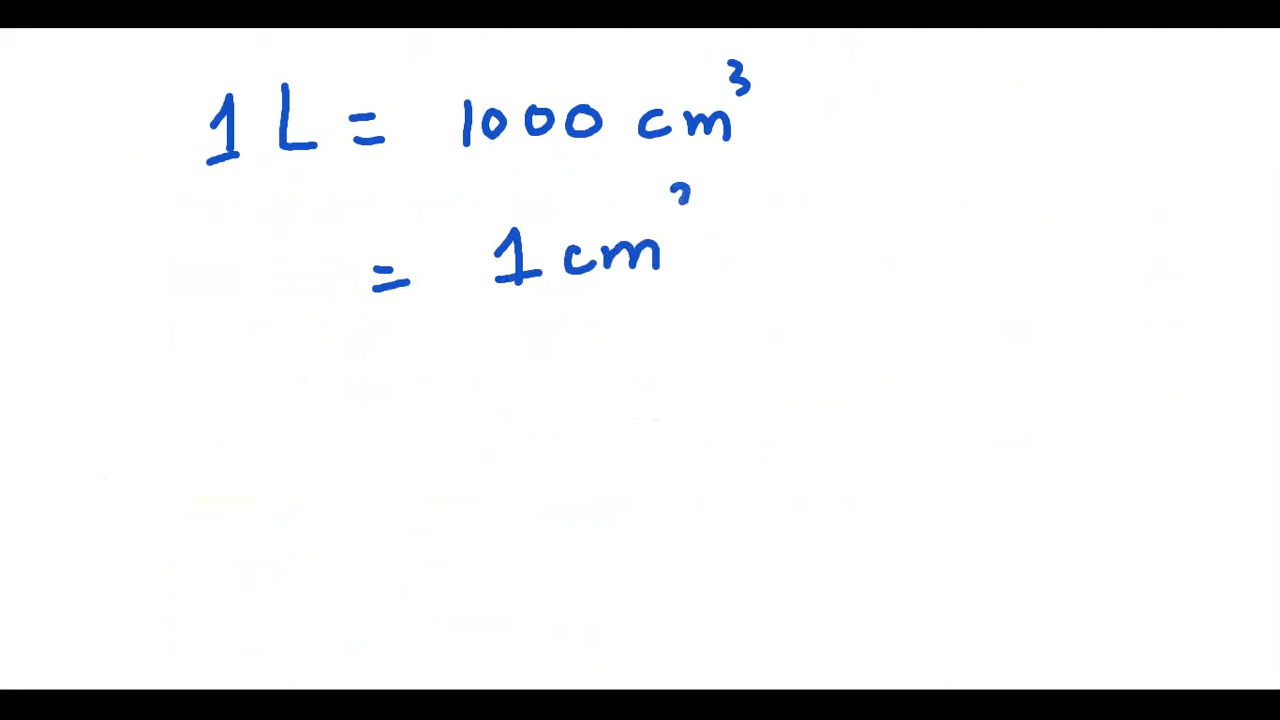 1 L = 1000 cm³
= 1 cm